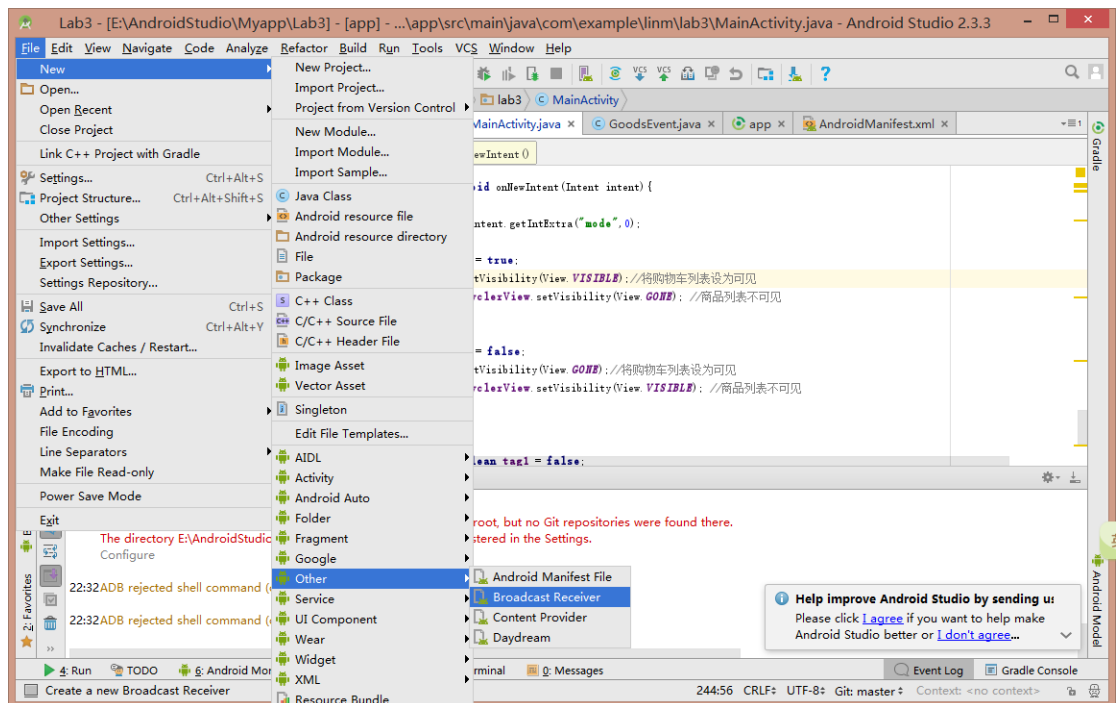 Lab3 - [E:\AndroidStudio\Myapp\Lab3] - [app] - ...\app\src\main\java\com\example\linm\lab3\MainActivity.java - Android Studio 2.3.3
File Edit View Navigate Code Analyze Refactor Build Run Tools VCS Window Help
New
Open...
Open Recent
Close Project
Link C++ Project with Gradle
Settings... Ctrl+Alt+S
Project Structure... Ctrl+Alt+Shift+S
Other Settings
Import Settings...
Export Settings...
Settings Repository...
Save All Ctrl+S
Synchronize Ctrl+Alt+Y
Invalidate Caches / Restart...
Export to HTML...
Print...
Add to Favorites
File Encoding
Line Separators
Make File Read-only
Power Save Mode
Exit
New Project...
Import Project...
Project from Version Control
New Module...
Import Module...
Import Sample...
Java Class
Android resource file
Android resource directory
File
Package
C++ Class
C/C++ Source File
C/C++ Header File
Image Asset
Vector Asset
Singleton
Edit File Templates...
AIDL
Activity
Android Auto
Folder
Fragment
Google
Other
Service
UI Component
Wear
Widget
XML
Resource Bundle
Android Manifest File
Broadcast Receiver
Content Provider
Daydream
lab3 MainActivity
MainActivity.java GoodsEvent.java app AndroidManifest.xml
ewIntent()
id onNewIntent(Intent intent){
ntent.getIntExtra("mode",0);
= true;
tVisibility(View.VISIBLE);//将购物车列表设为可见
yclerView.setVisibility(View.GONE); //商品列表不可见
= false;
tVisibility(View.GONE);//将购物车列表设为可见
yclerView.setVisibility(View.VISIBLE); //商品列表不可见
lean tag1 = false;
Gradle
Android Model
2: Favorites
root, but no Git repositories were found there.
The directory E:\AndroidStudio
stered in the Settings.
Configure
22:32 ADB rejected shell command (
22:32 ADB rejected shell command (
Help improve Android Studio by sending us
Please click I agree if you want to help make
Android Studio better or I don't agree...
4: Run TODO 6: Android Mon
rminal 0: Messages
Event Log Gradle Console
Create a new Broadcast Receiver
244:56 CRLF UTF-8 Git: master Context: <no context>